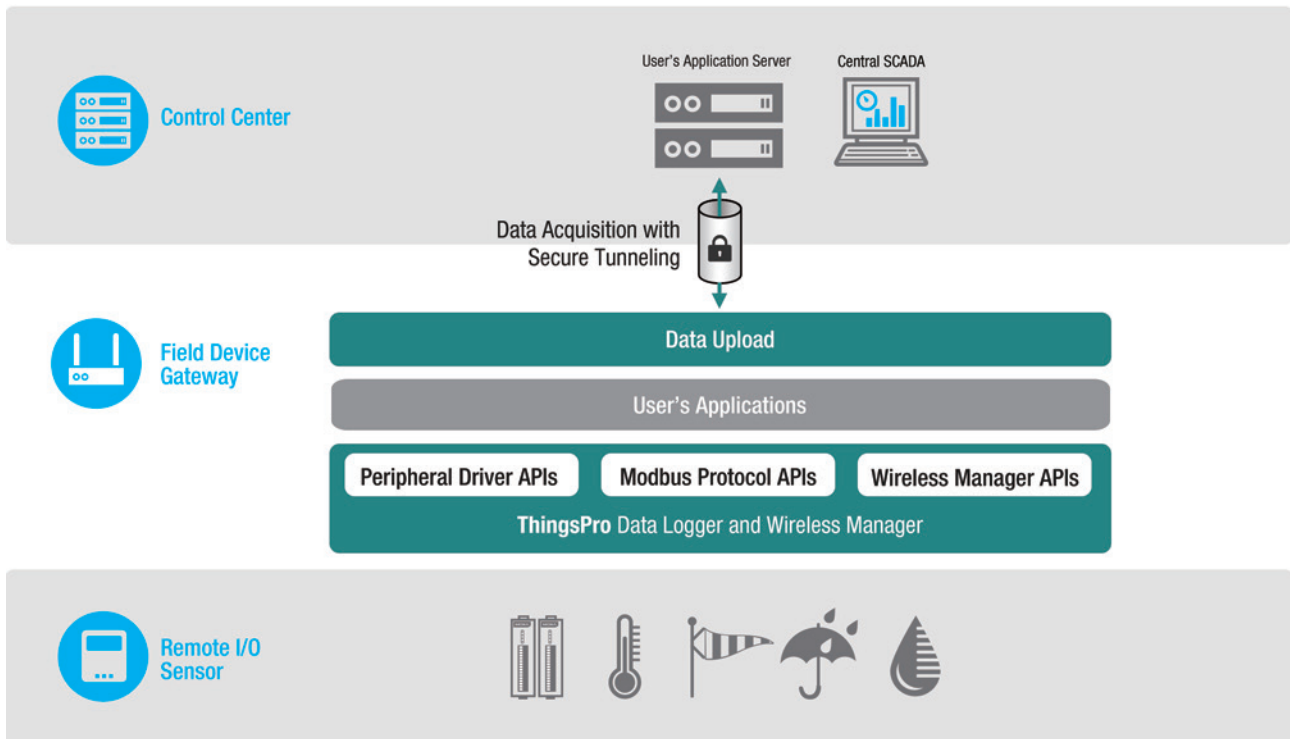 User's Application Server
Central SCADA
Control Center
Data Acquisition with
Secure Tunneling
Field Device
Gateway
Data Upload
User's Applications
Peripheral Driver APIs
Modbus Protocol APIs
Wireless Manager APIs
ThingsPro Data Logger and Wireless Manager
Remote I/O
Sensor